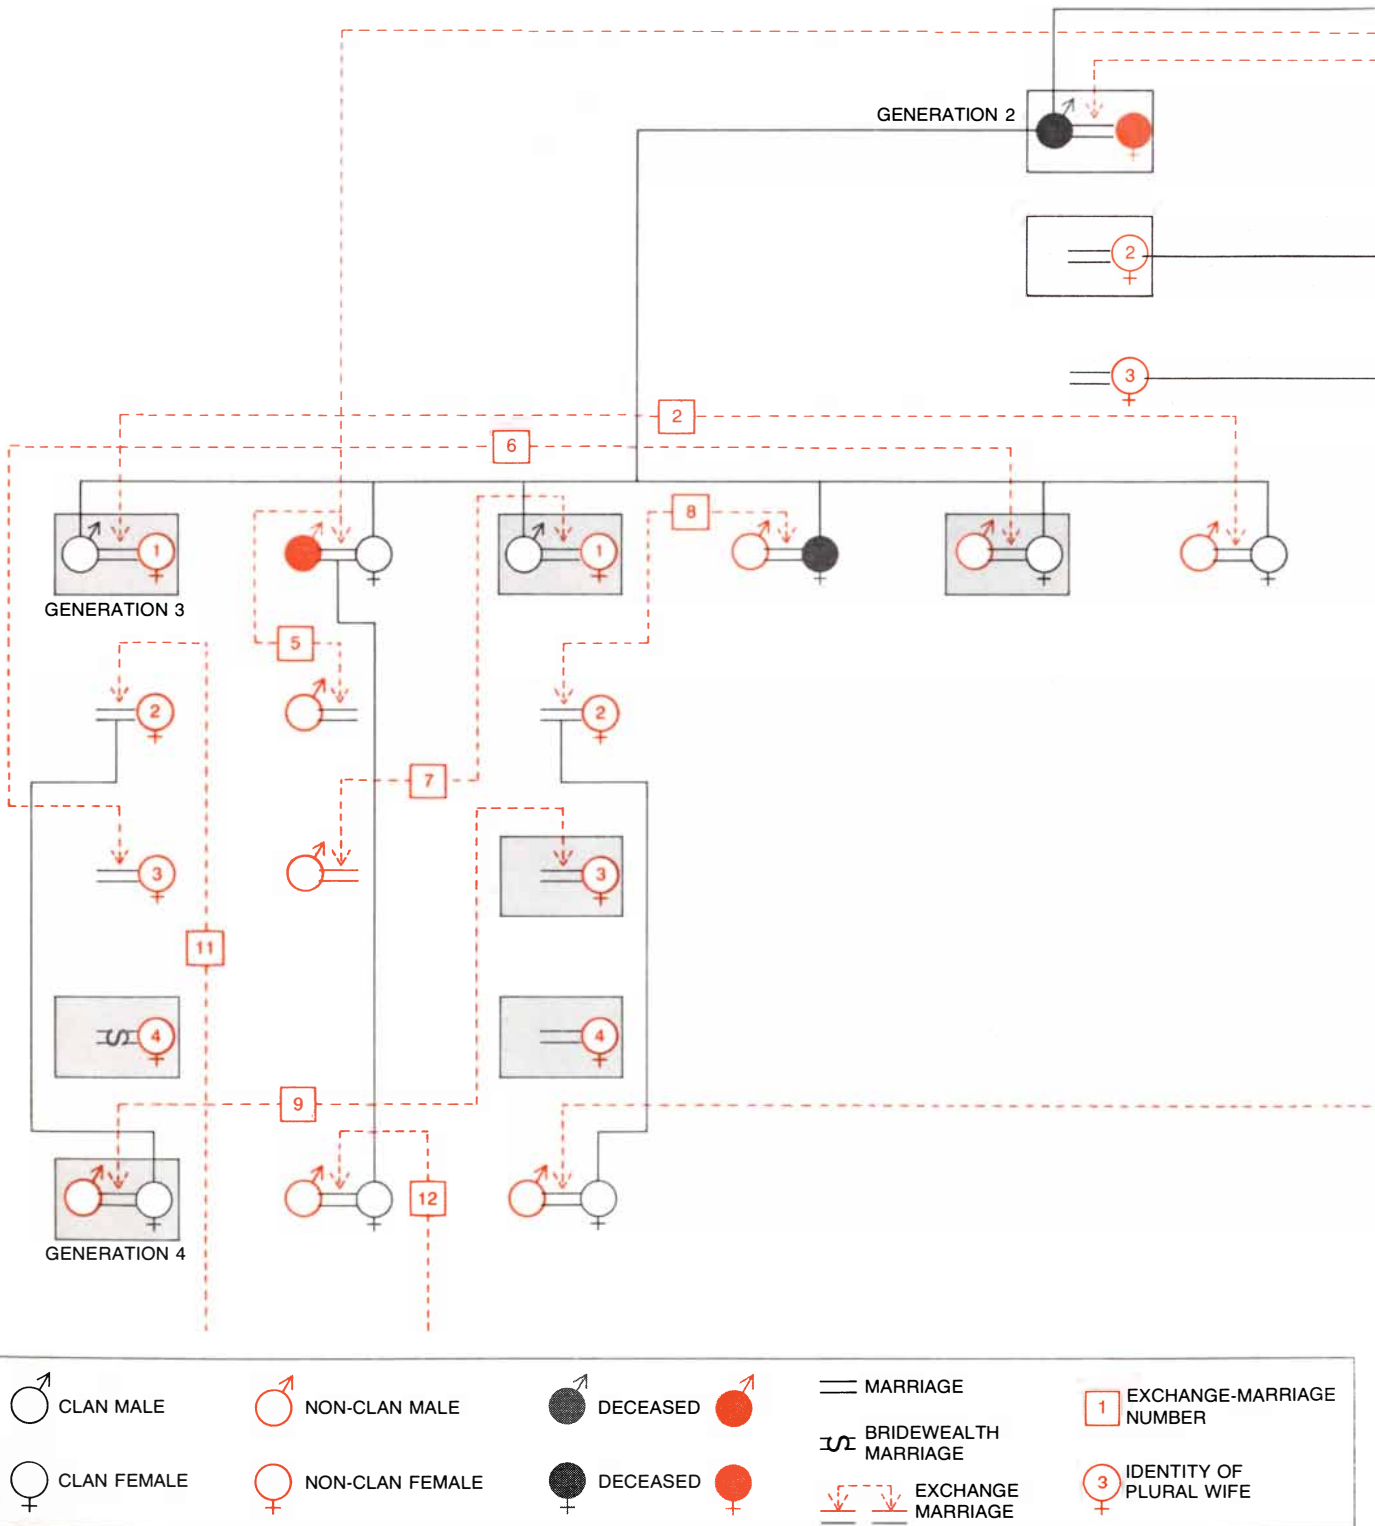 GENERATION 2
2
3
2
6
8
1
1
GENERATION 3
5
2
2
7
3
3
11
4
4
9
12
GENERATION 4
CLAN MALE
NON-CLAN MALE
DECEASED
MARRIAGE
1
EXCHANGE-MARRIAGE
NUMBER
BRIDEWEALTH
MARRIAGE
CLAN FEMALE
NON-CLAN FEMALE
DECEASED
EXCHANGE
MARRIAGE
3
IDENTITY OF
PLURAL WIFE